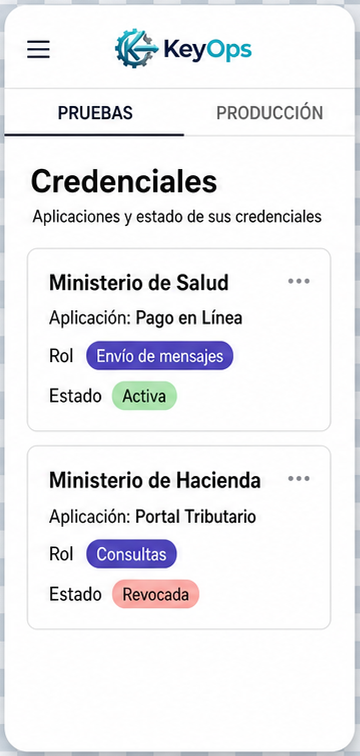 KeyOps
PRUEBAS PRODUCCIÓN
Credenciales
Aplicaciones y estado de sus credenciales
Ministerio de Salud
Aplicación: Pago en Línea
Rol Envío de mensajes
Estado Activa
Ministerio de Hacienda
Aplicación: Portal Tributario
Rol Consultas
Estado Revocada